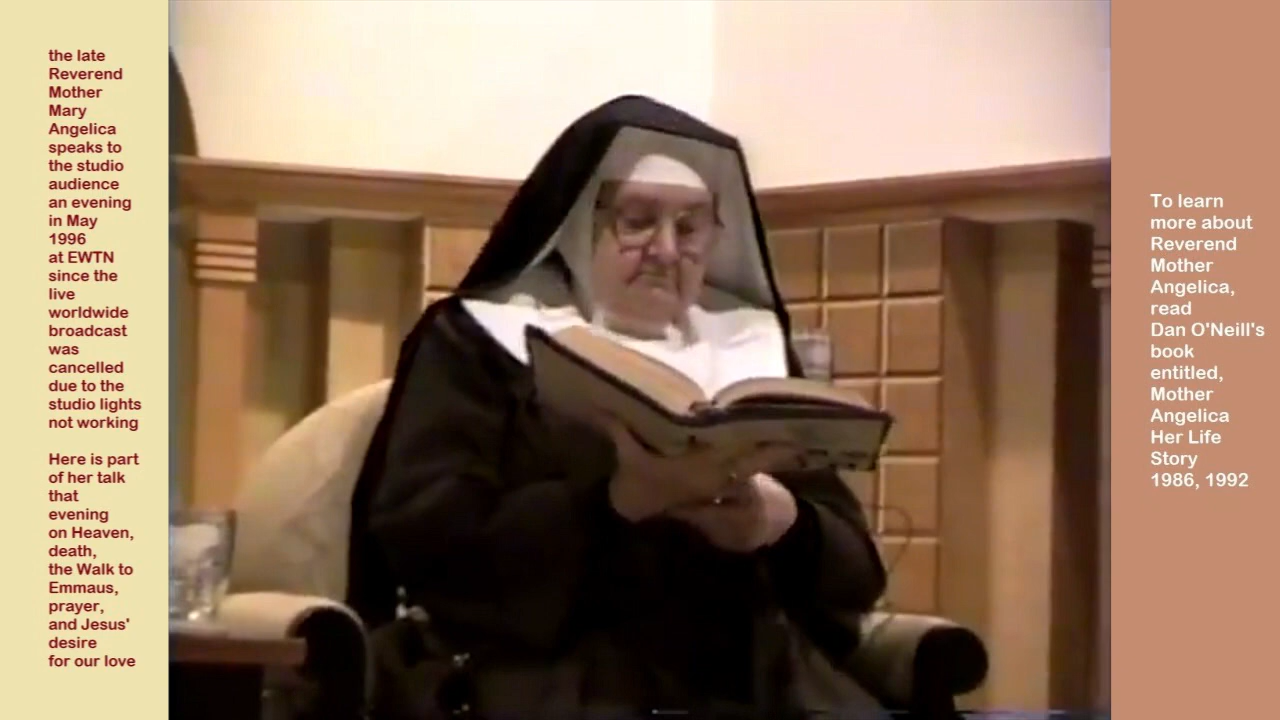 the late
Reverend
Mother
Mary
Angelica
speaks to
the studio
audience
an evening
in May
1996
at EWTN
since the
live
worldwide
broadcast
was
cancelled
due to the
studio lights
not working
Here is part
of her talk
that
evening
on Heaven,
death,
the Walk to
Emmaus,
prayer,
and Jesus'
desire
for our love
To learn
more about
Reverend
Mother
Angelica,
read
Dan O'Neill's
book
entitled,
Mother
Angelica
Her Life
Story
1986, 1992